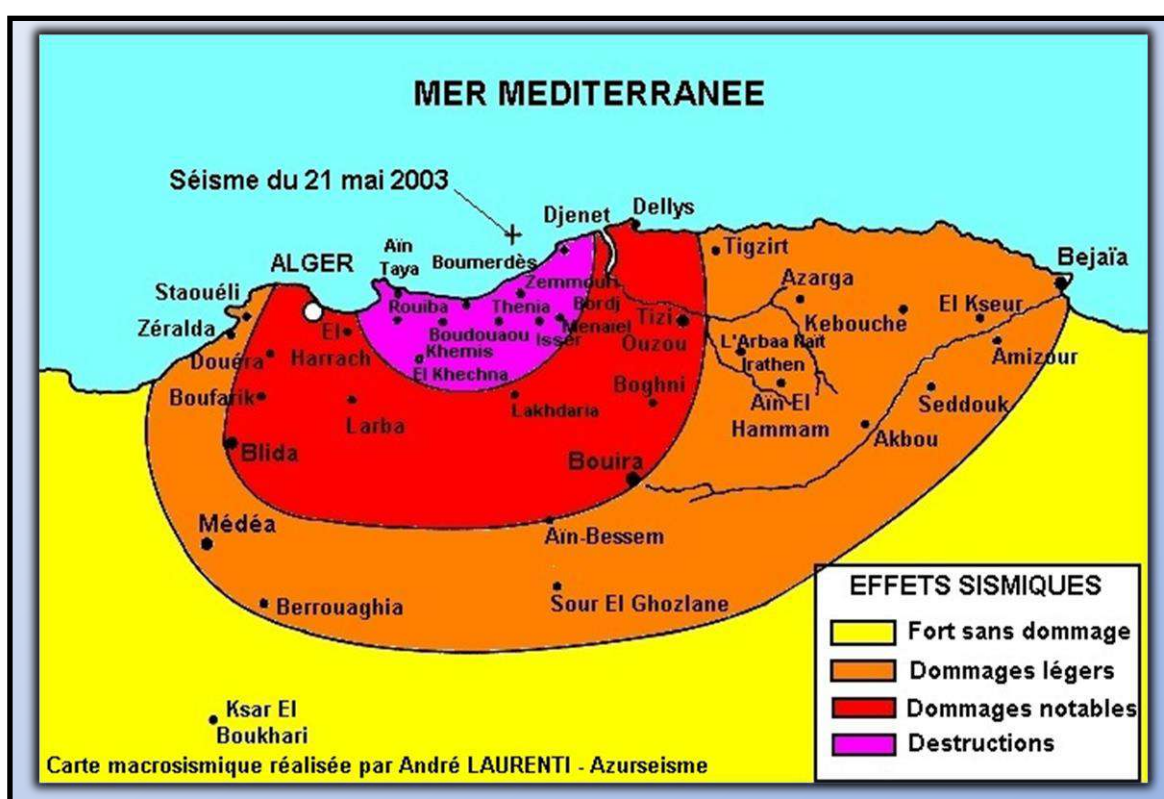 MER MEDITERRANEE
Séisme du 21 mai 2003
Djenet
Dellys
Aïn
Taya
Boumerdès
Tigzirt
ALGER
Bejaïa
Staouéli
Zemmouri
Azarga
Zéralda
Rouiba
Thenia
Bordj
Menaiel
El Kseur
Kebouche
Boudouaou
Isser
Tizi
Ouzou
El
Harrach
L'Arbaa Naït
Irathen
Amizour
Douéra
Khemis
El Khechna
Boghni
Aïn-El
Hammam
Seddouk
Boufarik
Larba
Lakhdaria
Akbou
Blida
Bouira
Médéa
Aïn-Bessem
Berrouaghia
Sour El Ghozlane
EFFETS SISMIQUES
Fort sans dommage
Dommages légers
Dommages notables
Destructions
Ksar El
Boukhari
Carte macrosismique réalisée par André LAURENTI - Azurseisme